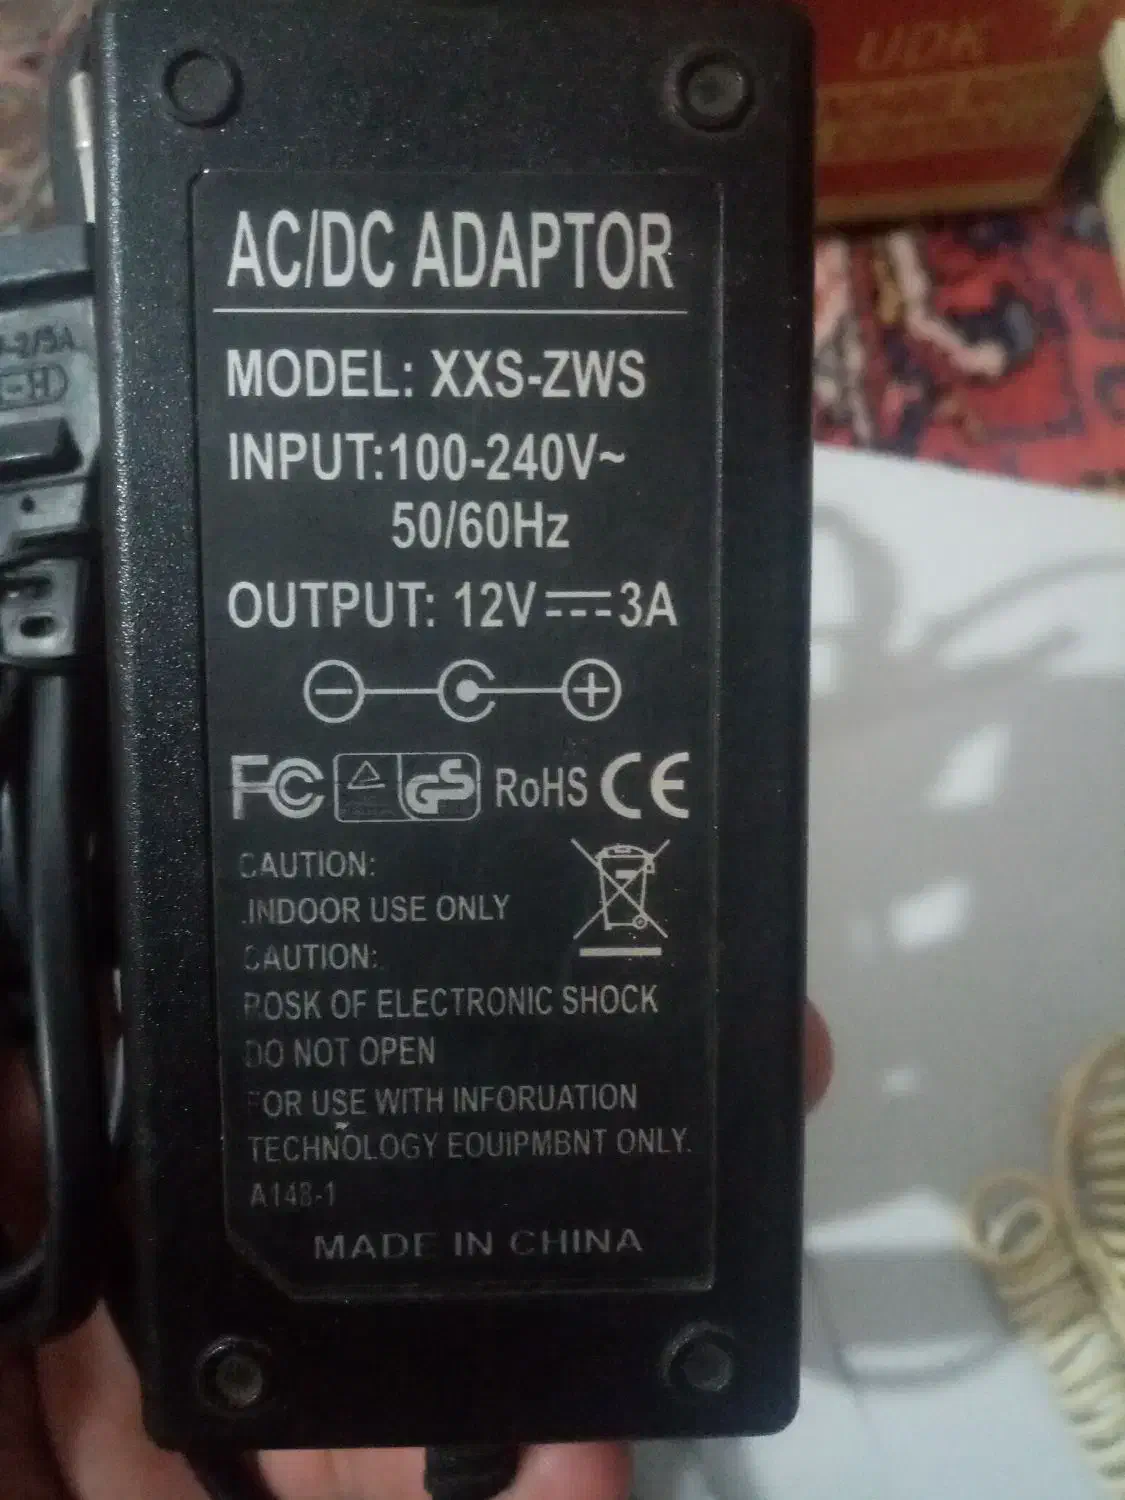 UDK
AC/DC ADAPTOR
MODEL: XXS-ZWS
INPUT:100-240V~
50/60Hz
OUTPUT: 12V⎓3A
FC GS RoHS CE
CAUTION:
.INDOOR USE ONLY
CAUTION:
ROSK OF ELECTRONIC SHOCK
DO NOT OPEN
FOR USE WITH INFORUATION
TECHNOLOGY EOUIPMBNT ONLY.
A148-1
MADE IN CHINA